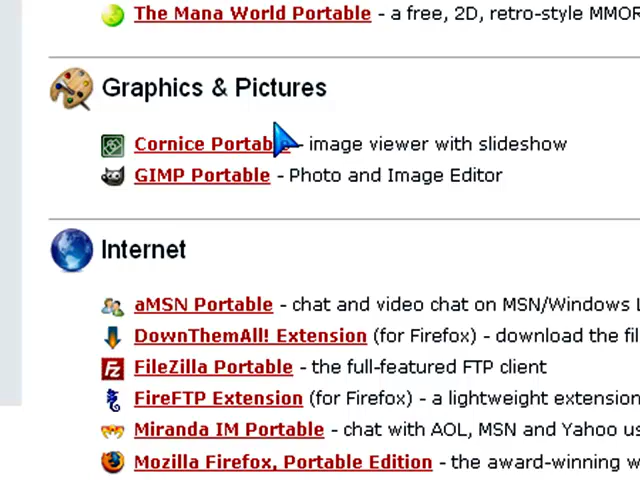 The Mana World Portable - a free, 2D, retro-style MMOR
Graphics & Pictures
Cornice Portable - image viewer with slideshow
GIMP Portable - Photo and Image Editor
Internet
aMSN Portable - chat and video chat on MSN/Windows L
DownThemAll! Extension (for Firefox) - download the fil
FileZilla Portable - the full-featured FTP client
Fz
FireFTP Extension (for Firefox) - a lightweight extension
Miranda IM Portable - chat with AOL, MSN and Yahoo us
Mozilla Firefox, Portable Edition - the award-winning w